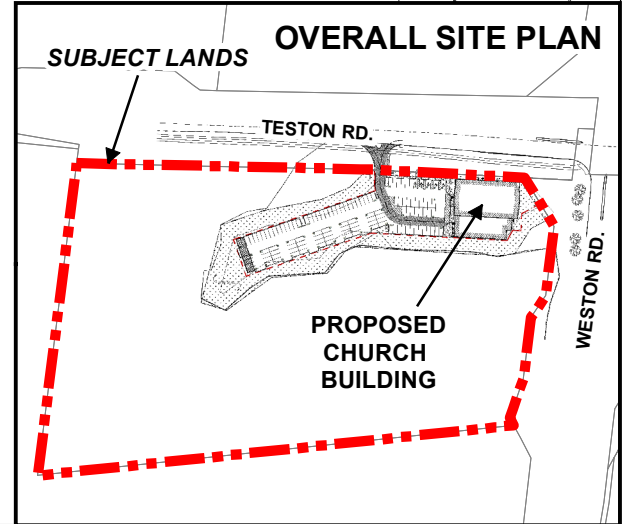 OVERALL SITE PLAN
SUBJECT LANDS
TESTON RD.
WESTON RD.
PROPOSED
CHURCH
BUILDING